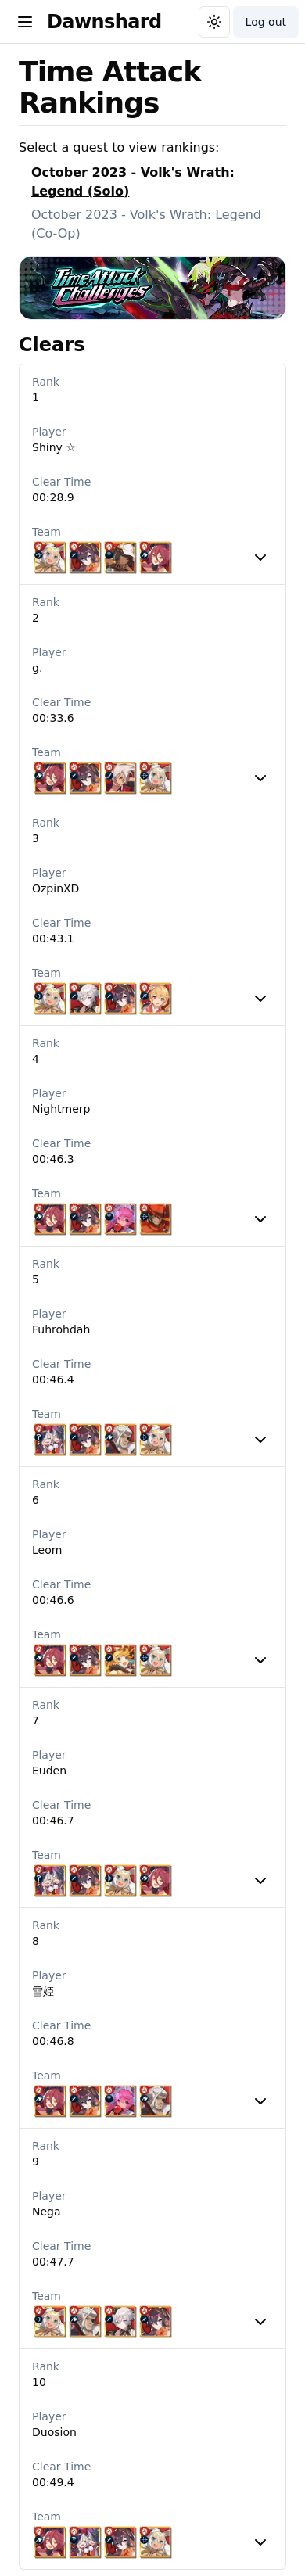 Dawnshard
Log out
Time Attack
Rankings
Select a quest to view rankings:
October 2023 - Volk's Wrath:
Legend (Solo)
October 2023 - Volk's Wrath: Legend
(Co-Op)
Time Attack
Challenges
Clears
Rank
1
Player
Shiny ☆
Clear Time
00:28.9
Team
Rank
2
Player
g.
Clear Time
00:33.6
Team
Rank
3
Player
OzpinXD
Clear Time
00:43.1
Team
Rank
4
Player
Nightmerp
Clear Time
00:46.3
Team
Rank
5
Player
Fuhrohdah
Clear Time
00:46.4
Team
Rank
6
Player
Leom
Clear Time
00:46.6
Team
Rank
7
Player
Euden
Clear Time
00:46.7
Team
Rank
8
Player
雪姫
Clear Time
00:46.8
Team
Rank
9
Player
Nega
Clear Time
00:47.7
Team
Rank
10
Player
Duosion
Clear Time
00:49.4
Team